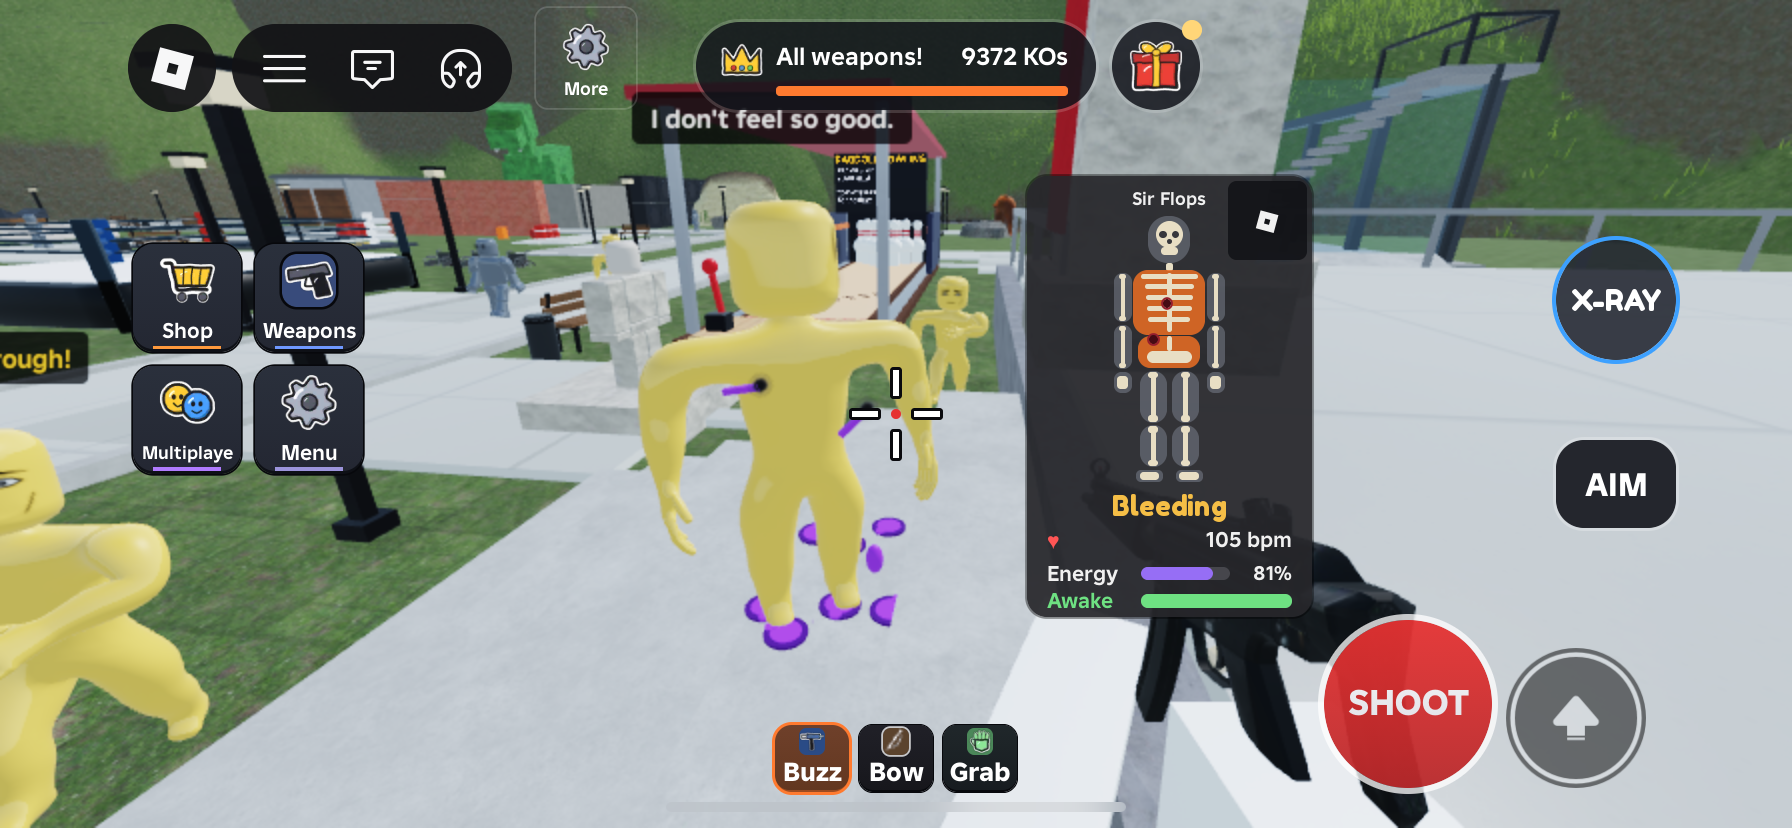 More
All weapons! 9372 KOs
I don't feel so good.
Sir Flops
Shop
Weapons
X-RAY
rough!
Multiplaye
Menu
AIM
Bleeding
105 bpm
Energy 81%
Awake
SHOOT
Buzz
Bow
Grab